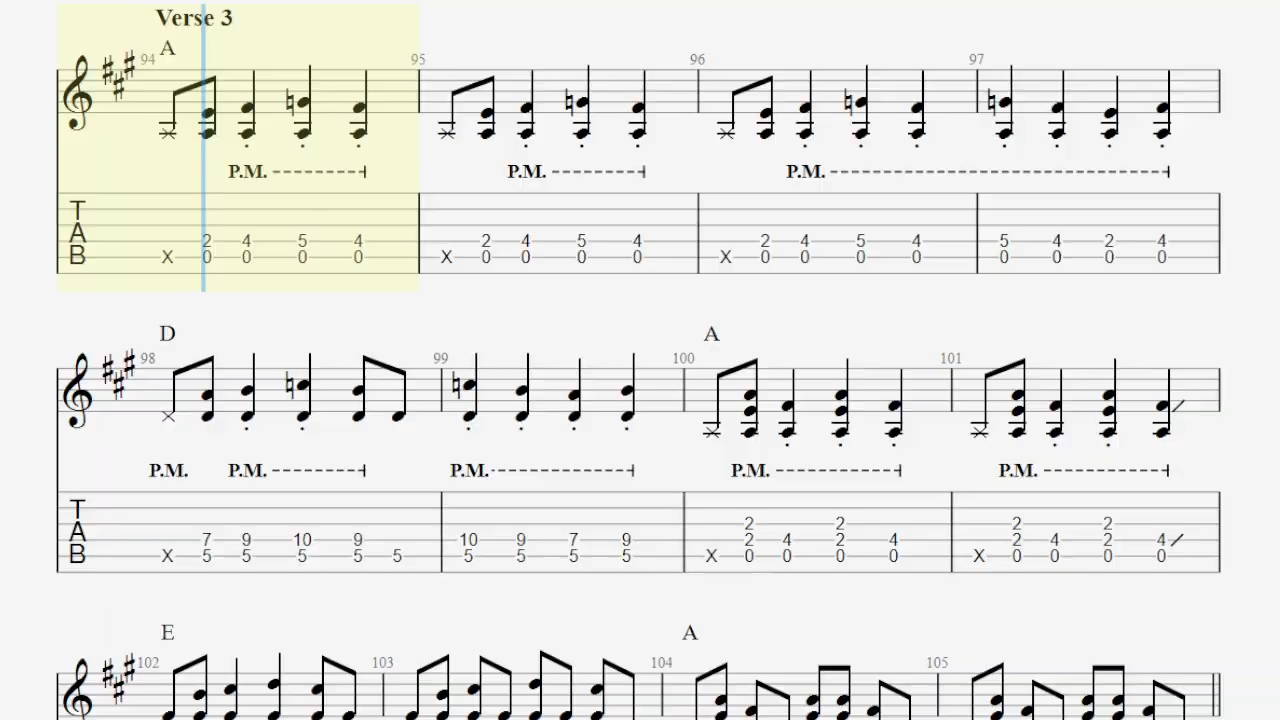 Verse 3
A
94 95 96 97
P.M. P.M. P.M.
T
2 4 5 4 2 4 5 4 2 4 5 4 5 4 2 4
A
X 0 0 0 0 X 0 0 0 0 X 0 0 0 0 0 0 0 0
B
D A
98 99 100 101
P.M. P.M. P.M. P.M. P.M.
T
2 2 2 2
A
7 9 10 9 10 9 7 9 2 4 2 4 2 4 2 4
B
X 5 5 5 5 5 5 5 5 5 X 0 0 0 0 X 0 0 0 0
E A
102 103 104 105